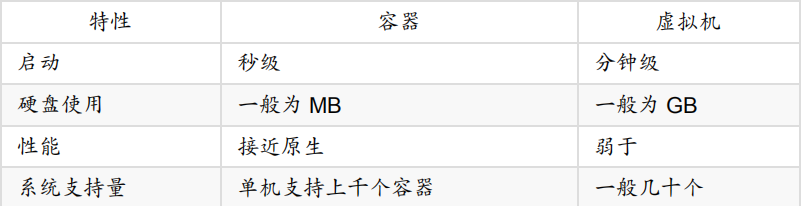 特性 容器 虚拟机
启动 秒级 分钟级
硬盘使用 一般为 MB 一般为 GB
性能 接近原生 弱于
系统支持量 单机支持上千个容器 一般几十个